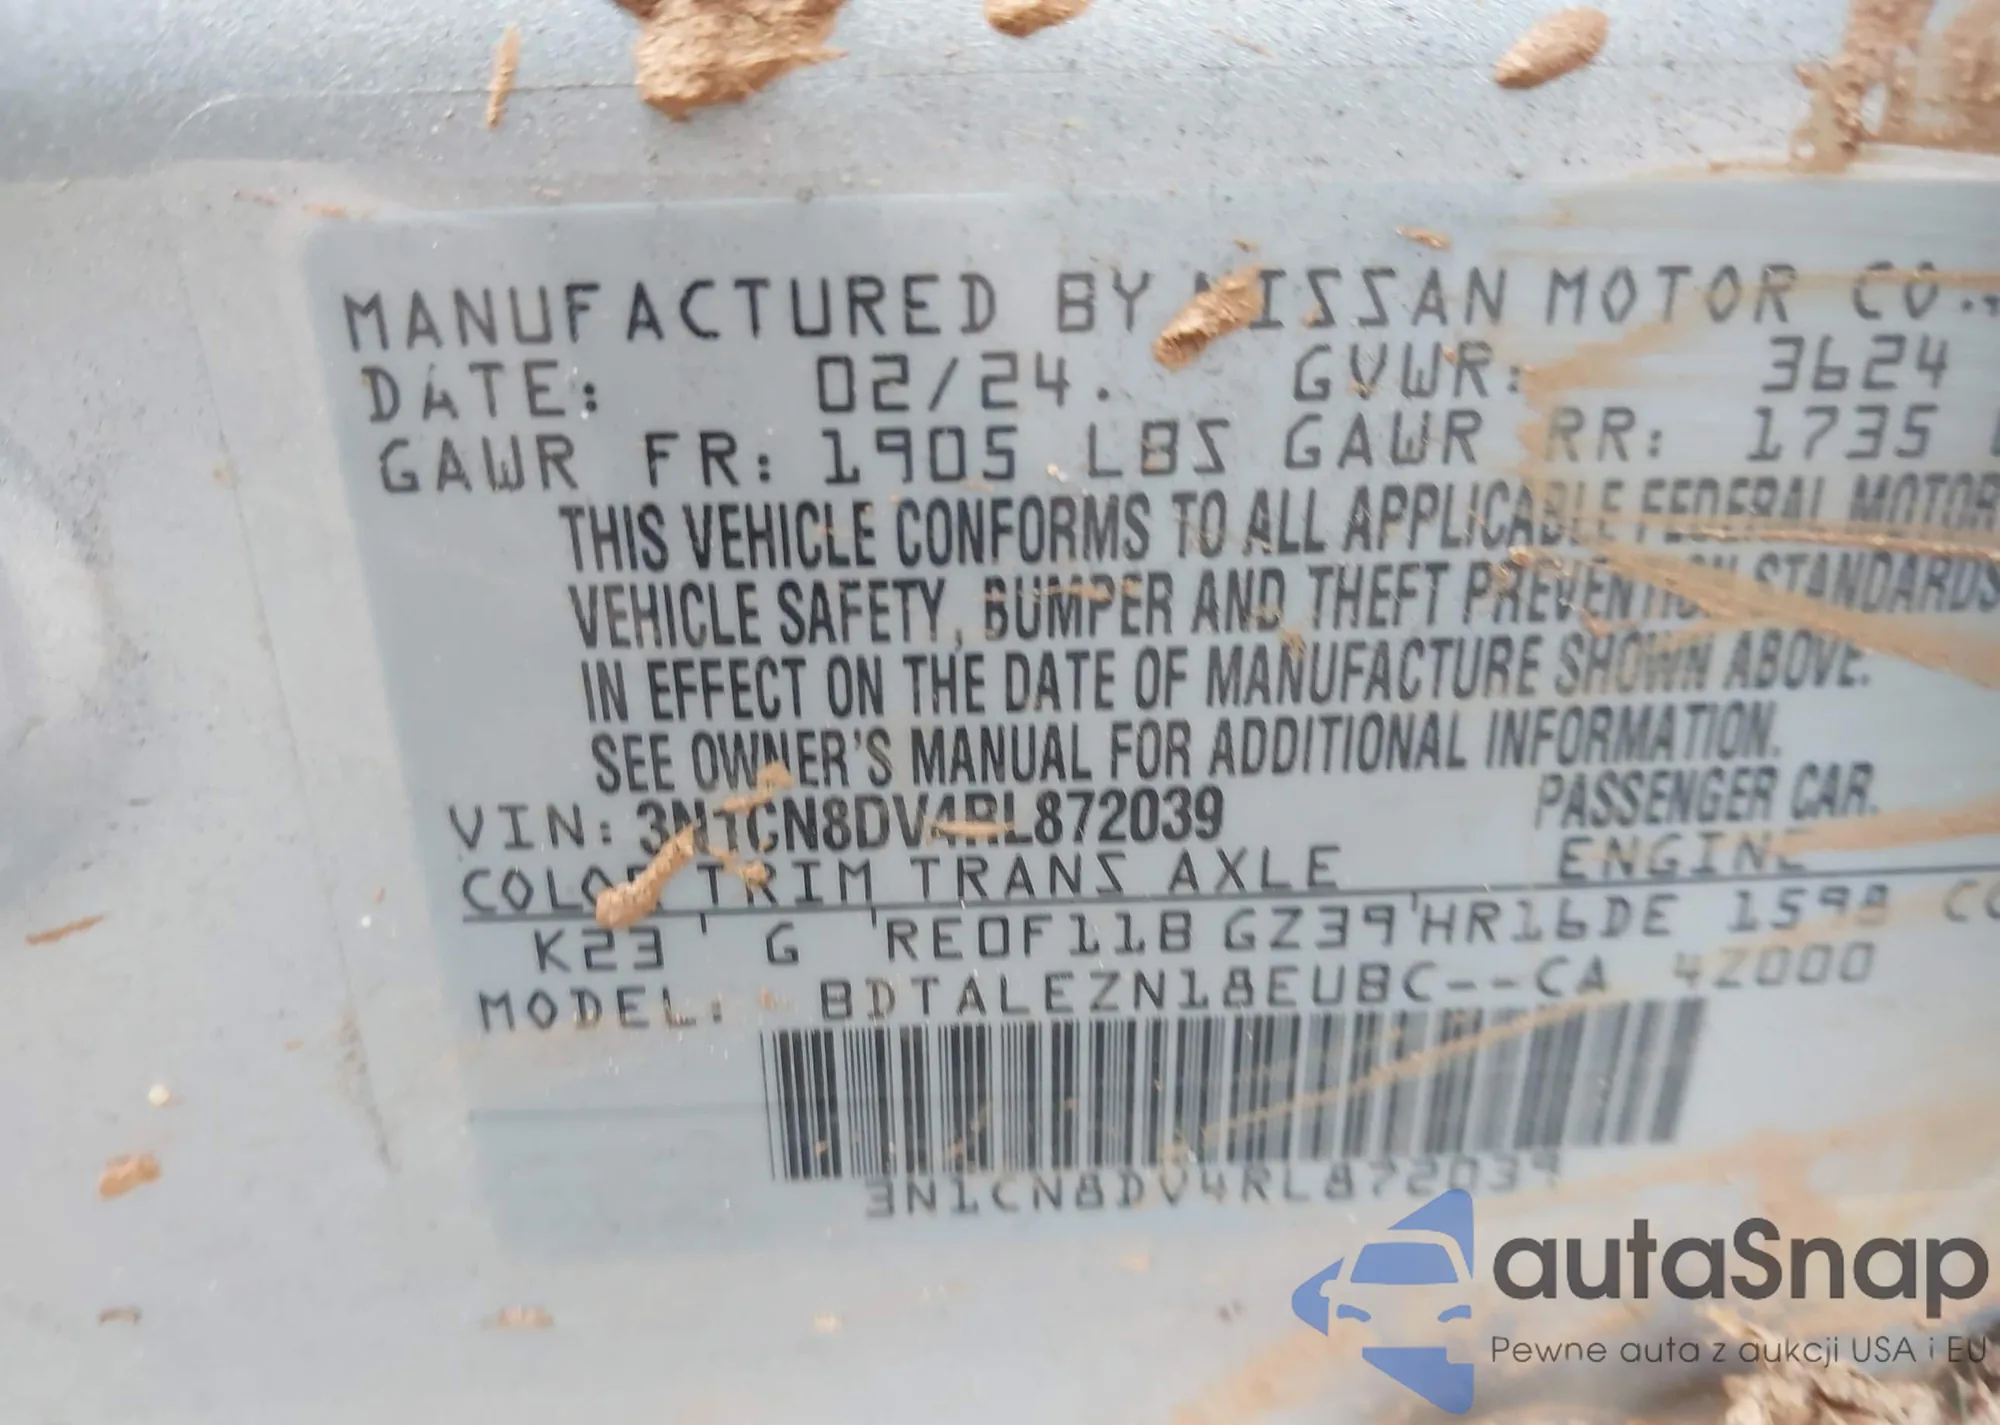 MANUFACTURED BY NISSAN MOTOR CO.,
DATE: 02/24. GVWR: 3624
GAWR FR: 1905 LBS GAWR RR: 1735
THIS VEHICLE CONFORMS TO ALL APPLICABLE FEDERAL MOTOR
VEHICLE SAFETY, BUMPER AND THEFT PREVENTION STANDARDS
IN EFFECT ON THE DATE OF MANUFACTURE SHOWN ABOVE.
SEE OWNER'S MANUAL FOR ADDITIONAL INFORMATION.
VIN: 3N1CN8DV4RL872039 PASSENGER CAR.
COLOR TRIM TRANS AXLE ENGINE
K23 G RE0F11B GZ39 HR16DE 1598 CC
MODEL: BDTALEZN18EUBC--CA 4Z000
3N1CN8DV4RL872039
autaSnap
Pewne auta z aukcji USA i EU